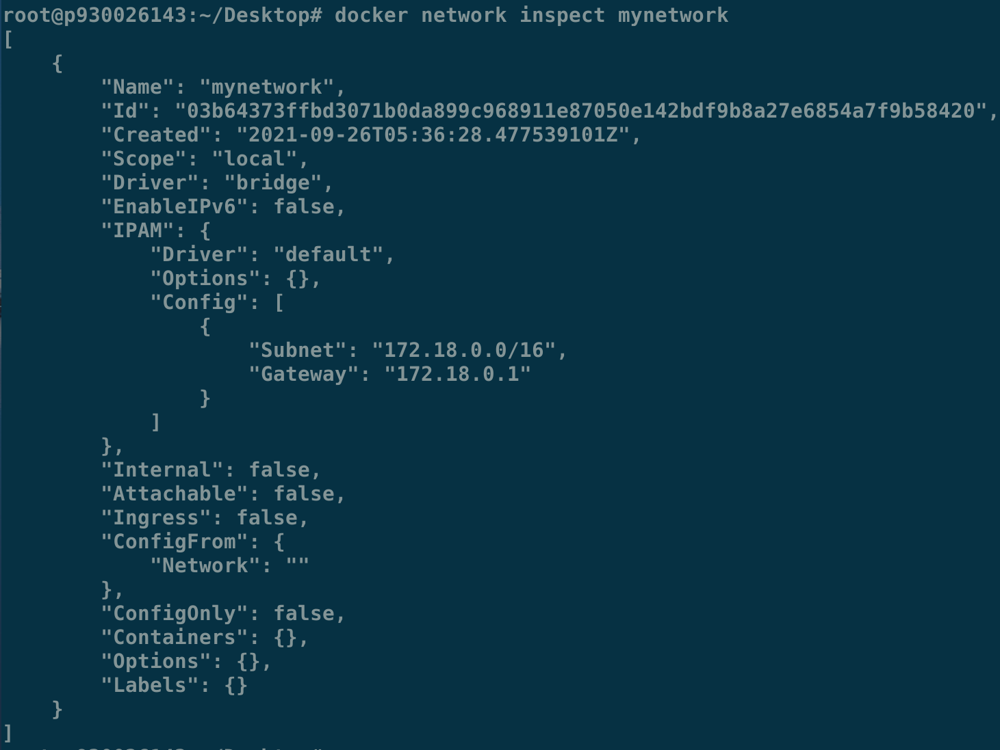 root@p930026143:~/Desktop# docker network inspect mynetwork
[
    {
        "Name": "mynetwork",
        "Id": "03b64373ffbd3071b0da899c968911e87050e142bdf9b8a27e6854a7f9b58420",
        "Created": "2021-09-26T05:36:28.477539101Z",
        "Scope": "local",
        "Driver": "bridge",
        "EnableIPv6": false,
        "IPAM": {
            "Driver": "default",
            "Options": {},
            "Config": [
                {
                    "Subnet": "172.18.0.0/16",
                    "Gateway": "172.18.0.1"
                }
            ]
        },
        "Internal": false,
        "Attachable": false,
        "Ingress": false,
        "ConfigFrom": {
            "Network": ""
        },
        "ConfigOnly": false,
        "Containers": {},
        "Options": {},
        "Labels": {}
    }
]